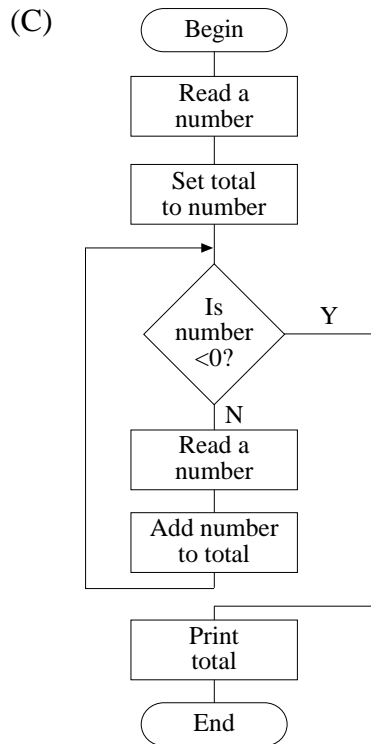 (C)
Begin
Read a
number
Set total
to number
Is
number
<0?
Y
N
Read a
number
Add number
to total
Print
total
End